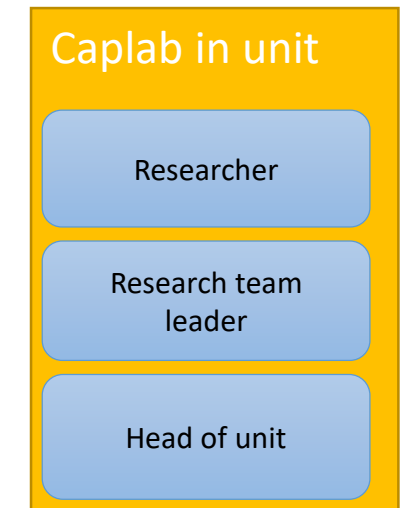 Caplab in unit
Researcher
Research team
leader
Head of unit